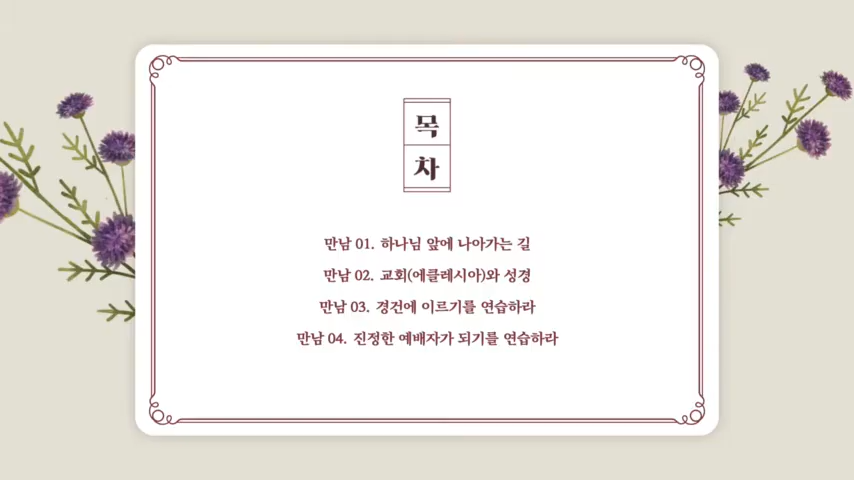 목차
만남 01. 하나님 앞에 나아가는 길
만남 02. 교회(에클레시아)와 성경
만남 03. 경건에 이르기를 연습하라
만남 04. 진정한 예배자가 되기를 연습하라